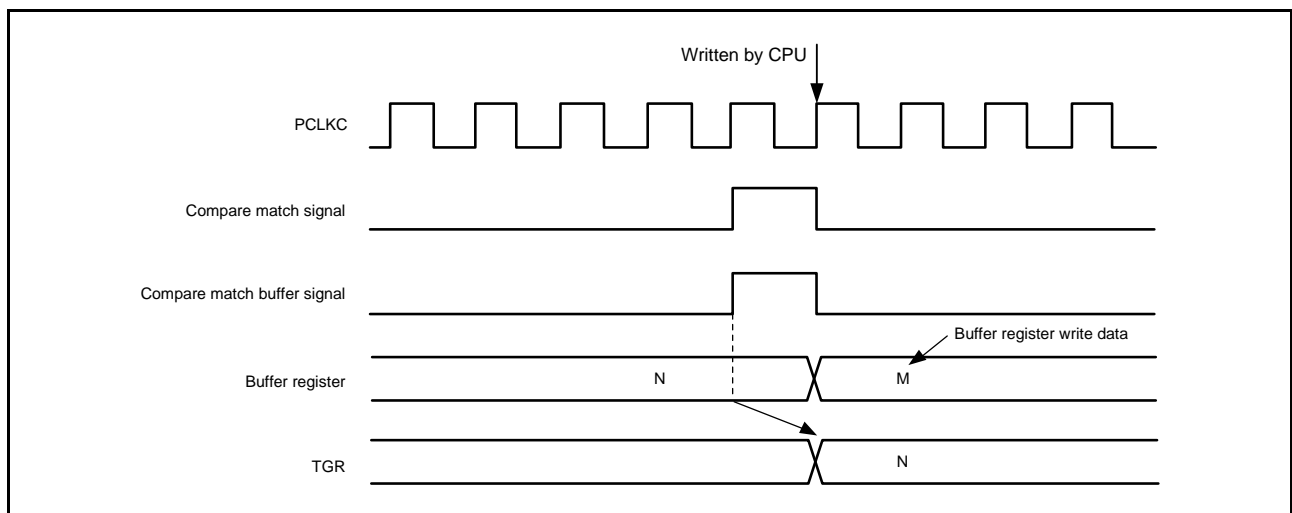 Written by CPU
PCLKC
Compare match signal
Compare match buffer signal
Buffer register write data
Buffer register
N
M
TGR
N